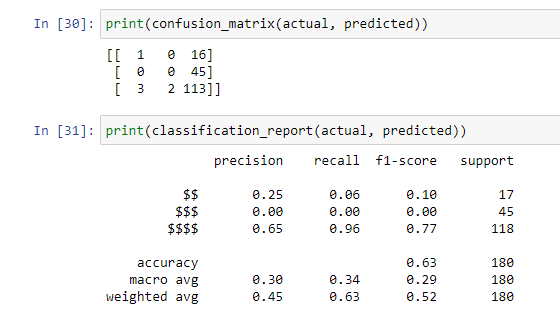 In [30]: print(confusion_matrix(actual, predicted))
[[  1   0  16]
 [  0   0  45]
 [  3   2 113]]
In [31]: print(classification_report(actual, predicted))
              precision    recall  f1-score   support
          $$       0.25      0.06      0.10        17
         $$$       0.00      0.00      0.00        45
        $$$$       0.65      0.96      0.77       118
    accuracy                           0.63       180
   macro avg       0.30      0.34      0.29       180
weighted avg       0.45      0.63      0.52       180